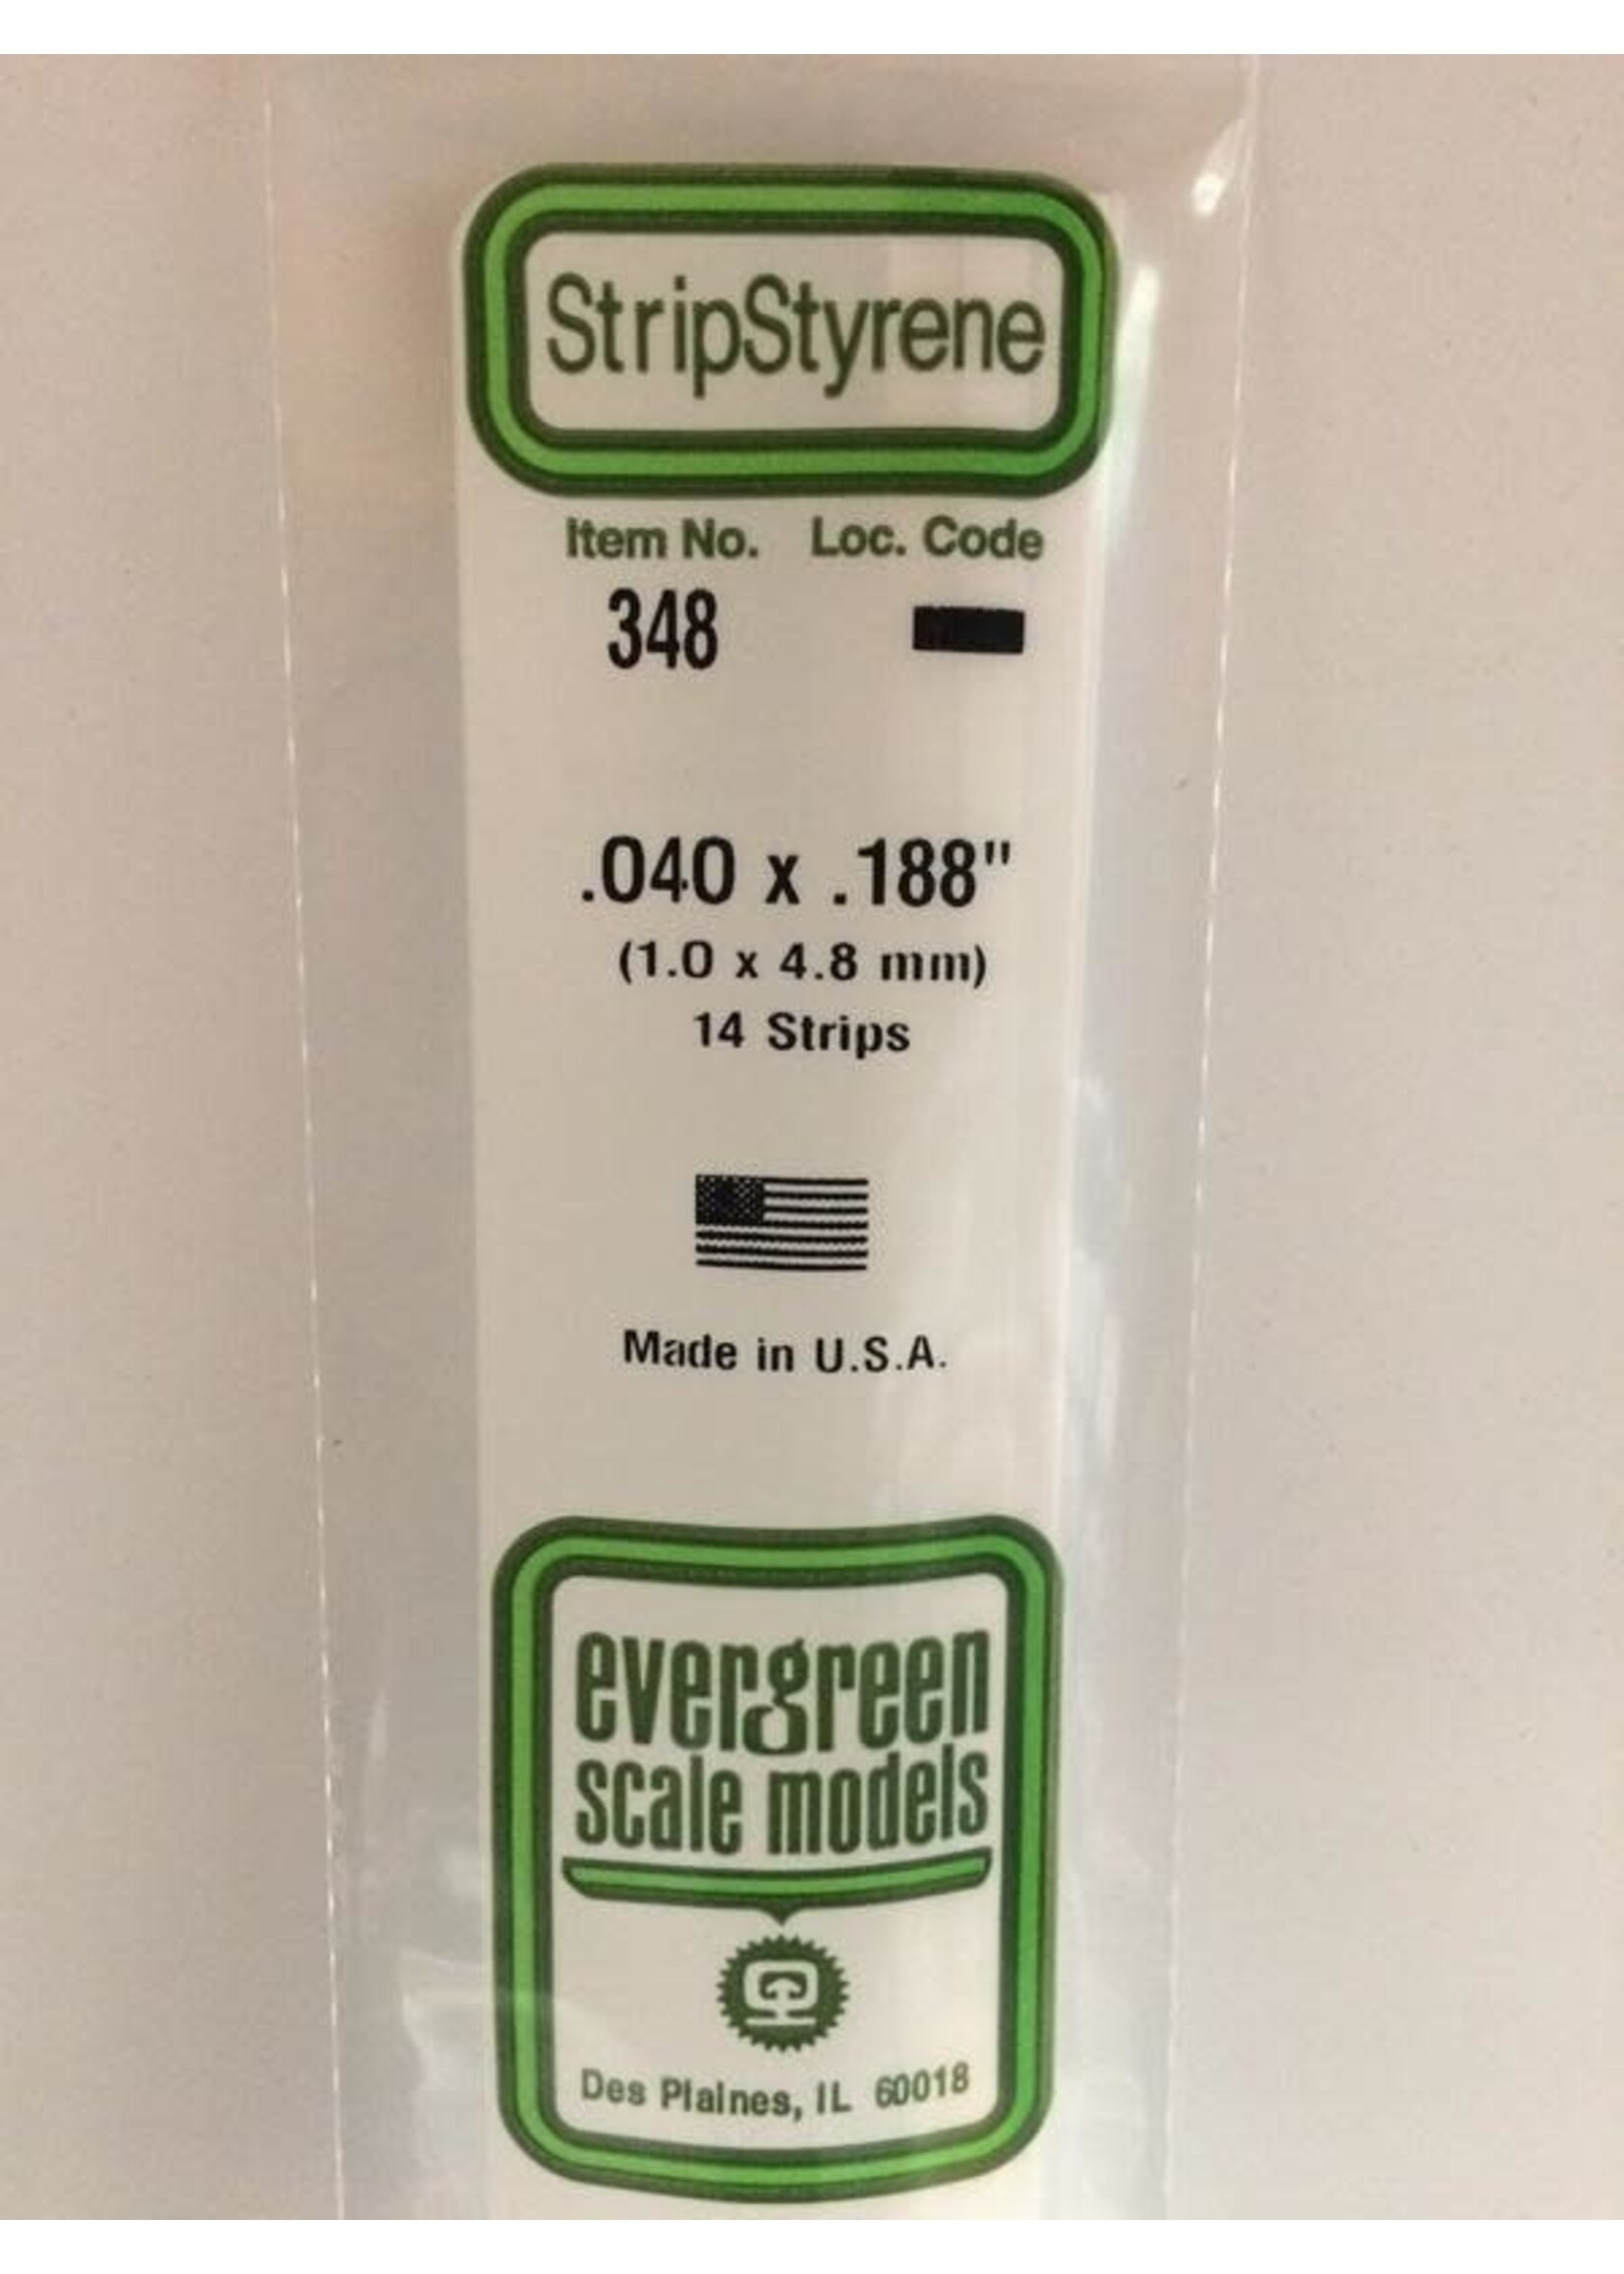 StripStyrene
Item No. Loc. Code
348
.040 x .188"
(1.0 x 4.8 mm)
14 Strips
Made in U.S.A.
evergreen
scale models
Des Plaines, IL 60018